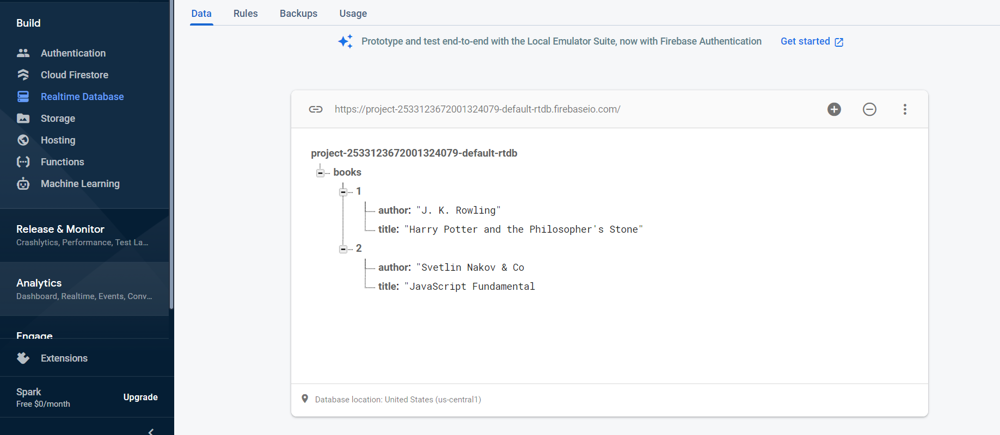 Build
Authentication
Cloud Firestore
Realtime Database
Storage
Hosting
Functions
Machine Learning
Release & Monitor
Crashlytics, Performance, Test La...
Analytics
Dashboard, Realtime, Events, Conv...
Engage
Extensions
Spark
Free $0/month
Upgrade
Data Rules Backups Usage
Prototype and test end-to-end with the Local Emulator Suite, now with Firebase Authentication Get started
https://project-2533123672001324079-default-rtdb.firebaseio.com/
project-2533123672001324079-default-rtdb
books
1
author: "J. K. Rowling"
title: "Harry Potter and the Philosopher's Stone"
2
author: "Svetlin Nakov & Co
title: "JavaScript Fundamental
Database location: United States (us-central1)